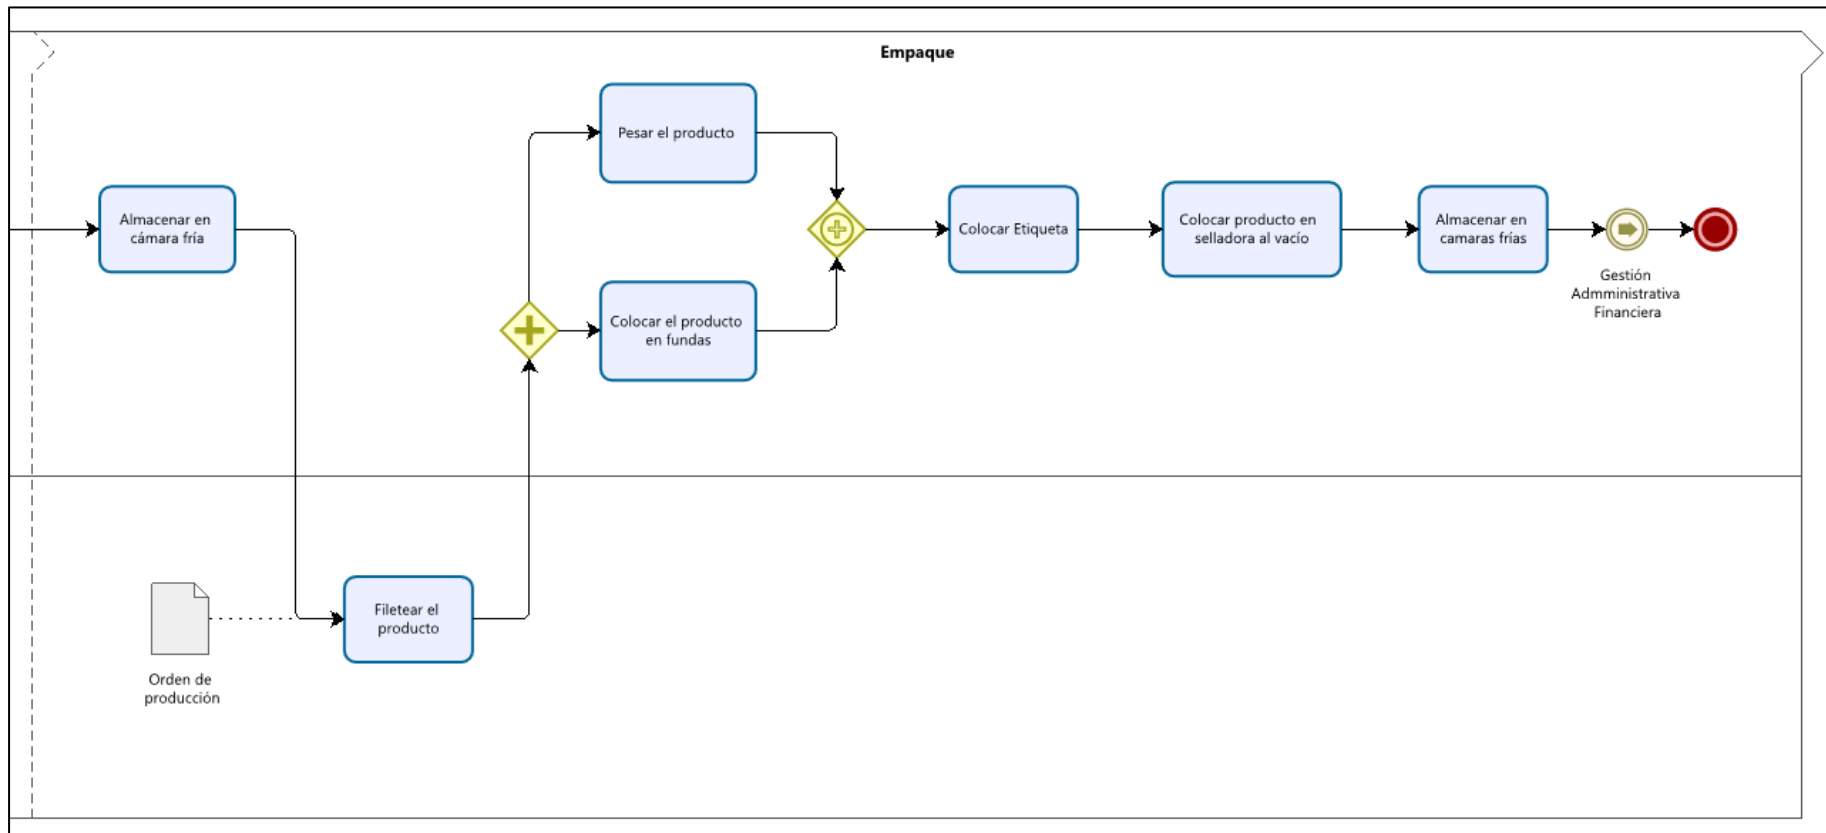 Empaque
Almacenar en
cámara fría
Pesar el producto
Colocar el producto
en fundas
Colocar Etiqueta
Colocar producto en
selladora al vacío
Almacenar en
camaras frías
Gestión
Admministrativa
Financiera
Orden de
producción
Filetear el
producto